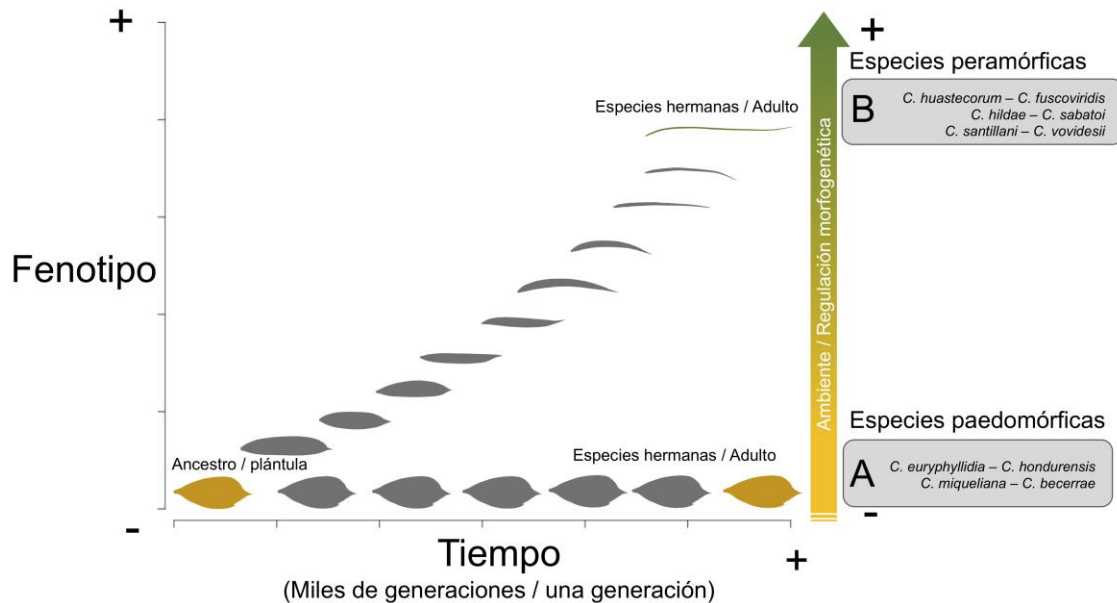 +
+
Especies peramórficas
B
C. huastecorum – C. fuscoviridis
C. hildae – C. sabatoi
C. santillani – C. vovidesii
Especies hermanas / Adulto
Fenotipo
Ambiente / Regulación morfogenética
Especies paedomórficas
Ancestro / plántula
Especies hermanas / Adulto
A
C. euryphyllidia – C. hondurensis
C. miqueliana – C. becerrae
-
-
Tiempo
+
(Miles de generaciones / una generación)